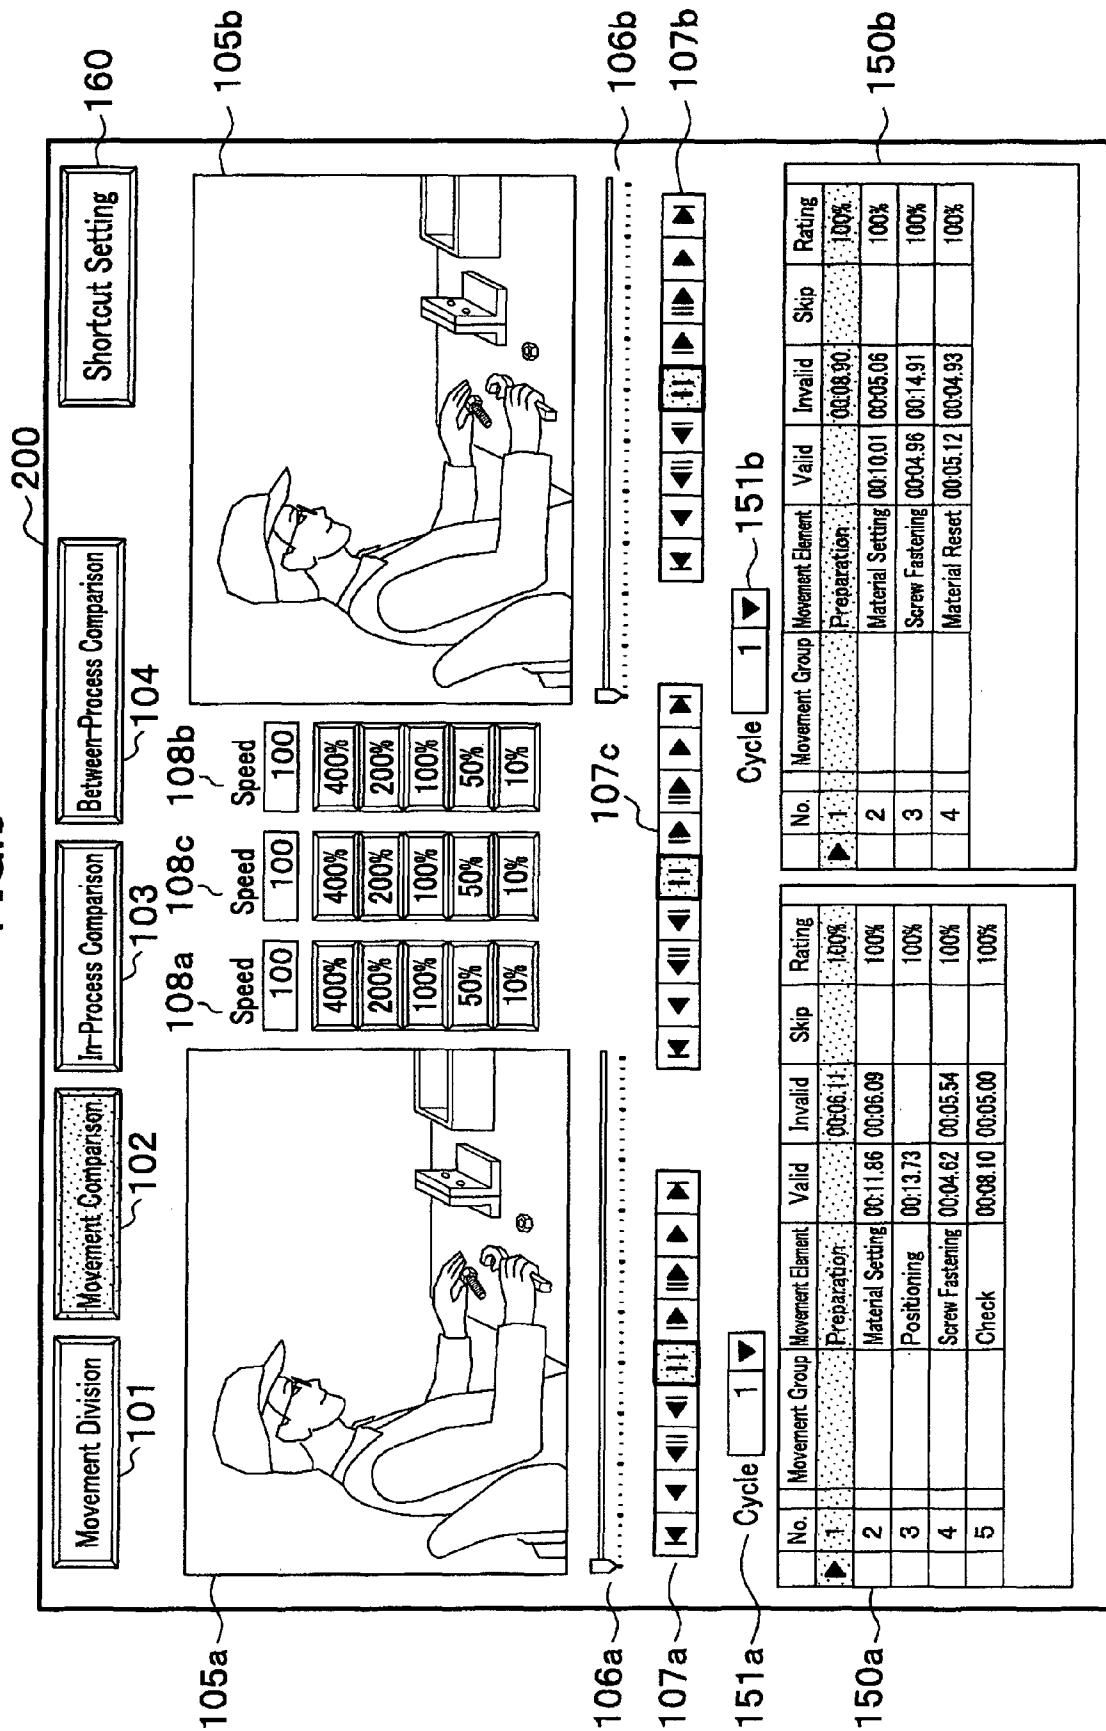 200
Movement Division
Movement Comparison
In-Process Comparison
Between-Process Comparison
Shortcut Setting
101
102
103
104
160
105a
108a
108c
108b
105b
Speed
Speed
Speed
100
100
100
400%
400%
400%
200%
200%
200%
100%
100%
100%
50%
50%
50%
10%
10%
10%
106a
106b
107a
107c
107b
151a
Cycle 1
Cycle 1
151b
150a
No. Movement Group Movement Element Valid Invalid Skip Rating
1 Preparation 00:06.11 100%
2 Material Setting 00:11.86 00:06.09 100%
3 Positioning 00:13.73 100%
4 Screw Fastening 00:04.62 00:05.54 100%
5 Check 00:08.10 00:05.00 100%
150b
No. Movement Group Movement Element Valid Invalid Skip Rating
1 Preparation 00:08.90 100%
2 Material Setting 00:10.01 00:05.06 100%
3 Screw Fastening 00:04.96 00:14.91 100%
4 Material Reset 00:05.12 00:04.93 100%